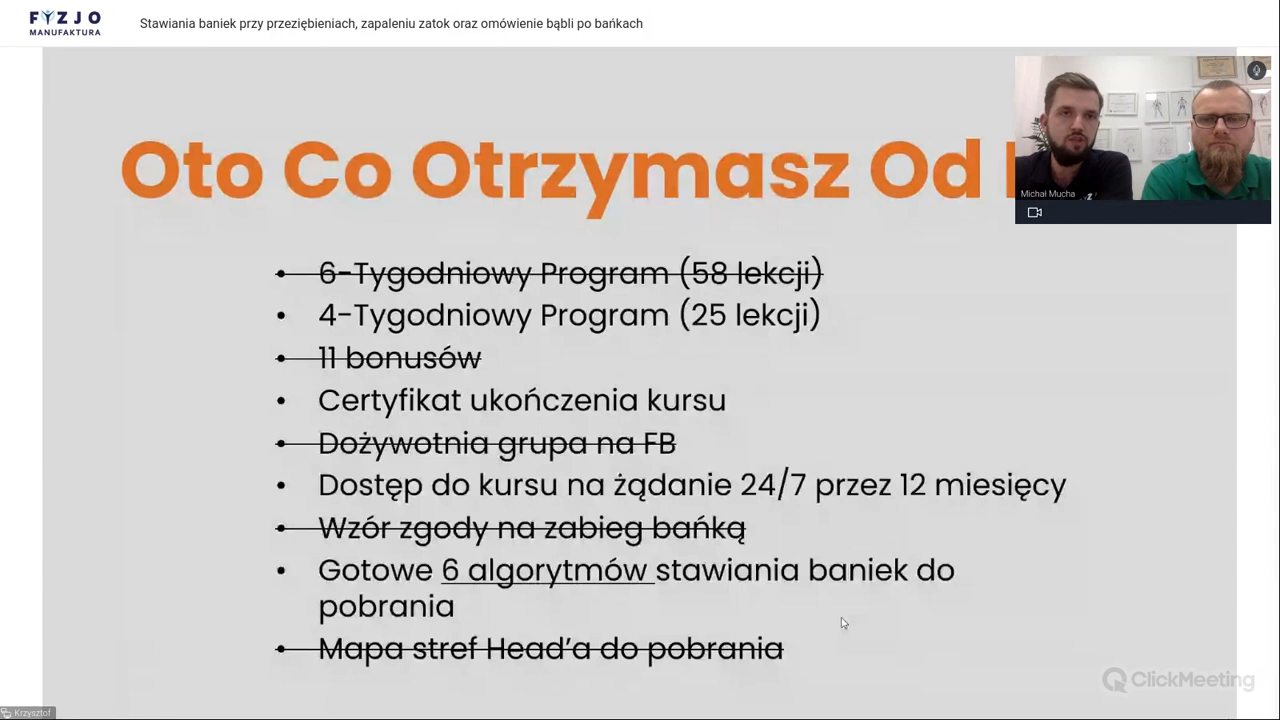 FYZJO
MANUFAKTURA
Stawiania baniek przy przeziębieniach, zapaleniu zatok oraz omówienie bąbli po bańkach
Oto Co Otrzymasz Od
Michał Mucha
• 6-Tygodniowy Program (58 lekcji)
• 4-Tygodniowy Program (25 lekcji)
• 11 bonusów
• Certyfikat ukończenia kursu
• Dożywotnia grupa na FB
• Dostęp do kursu na żądanie 24/7 przez 12 miesięcy
• Wzór zgody na zabieg bańką
• Gotowe 6 algorytmów stawiania baniek do
pobrania
• Mapa stref Head'a do pobrania
ClickMeeting
Krzysztof